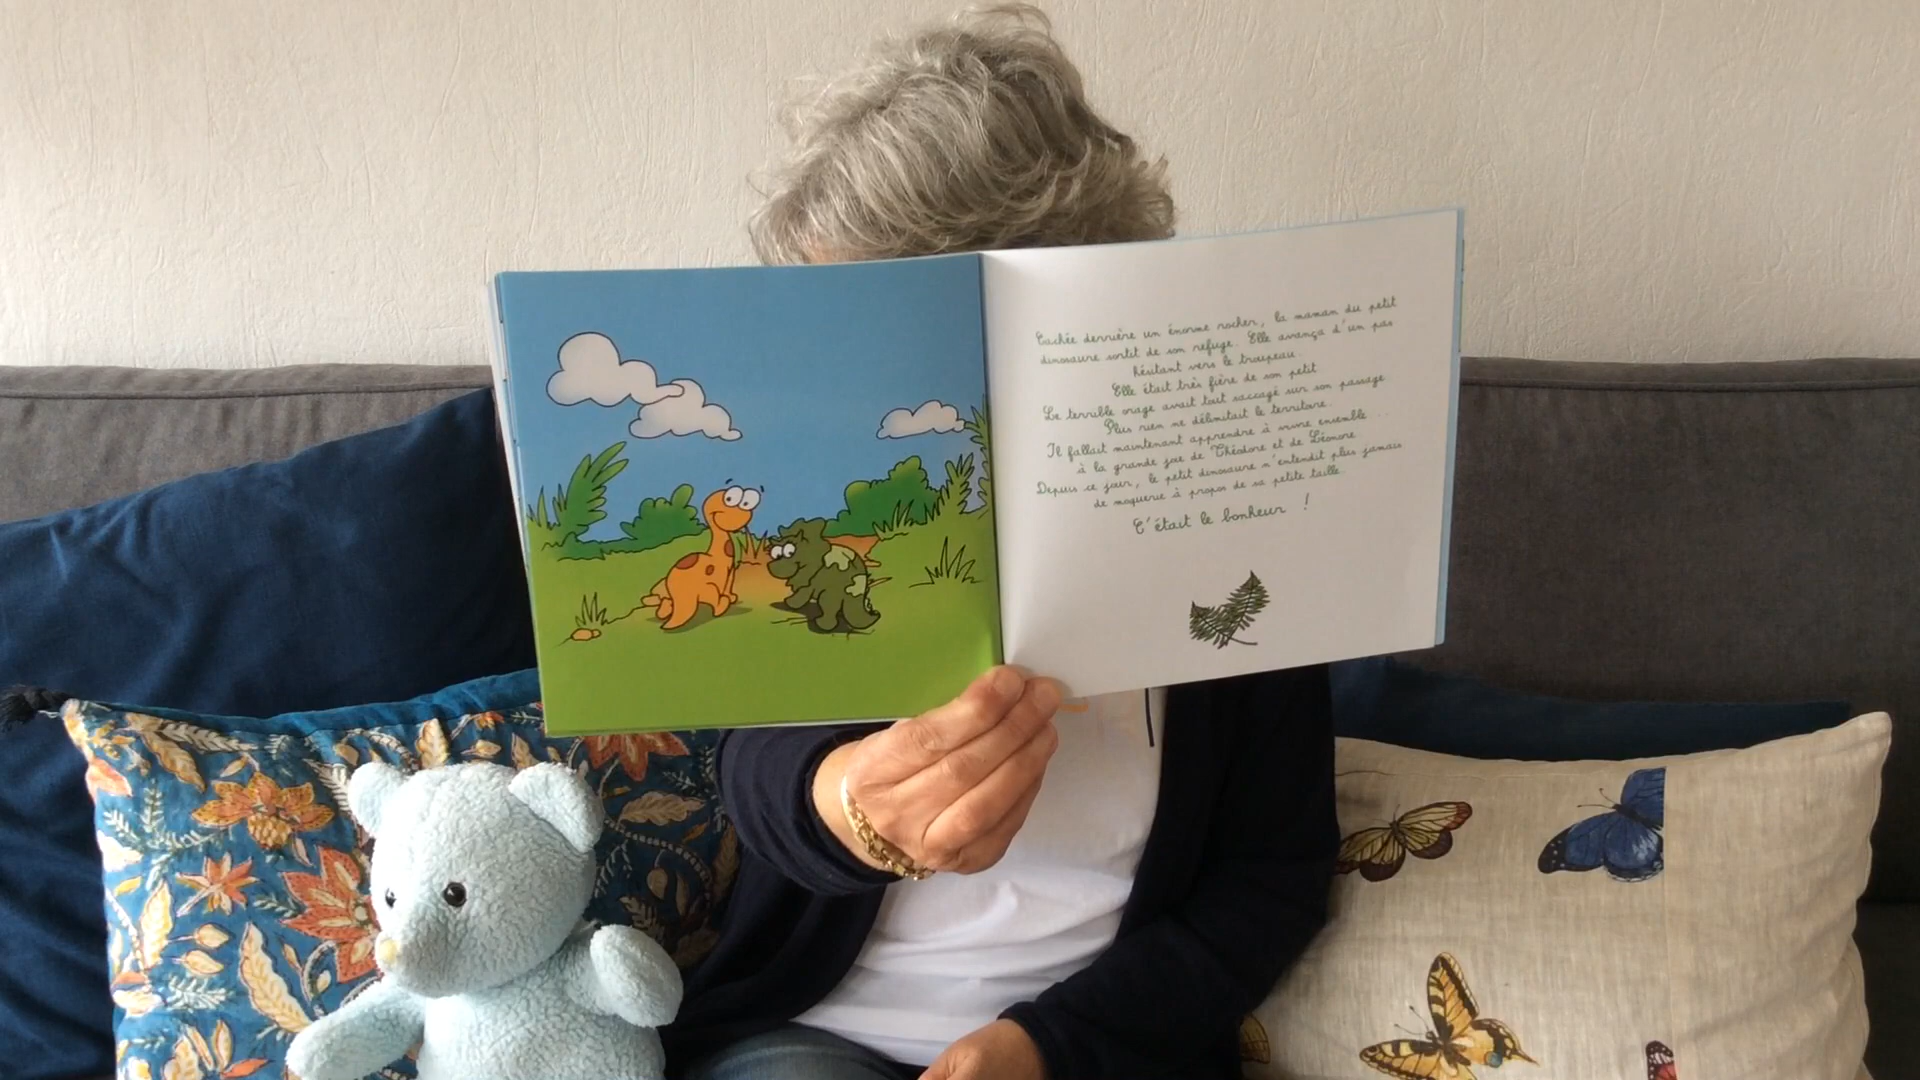 Cachée derrière un énorme rocher, la maman du petit
dinosaure sortit de son refuge. Elle avança d'un pas
hésitant vers le troupeau.
Elle était très fière de son petit
Le terrible orage avait tout saccagé sur son passage
Plus rien ne délimitait le territoire.
Il fallait maintenant apprendre à vivre ensemble ...
à la grande joie de Théodore et de Léonore.
Depuis ce jour, le petit dinosaure n'entendit plus jamais
de moquerie à propos de sa petite taille.
C'était le bonheur !